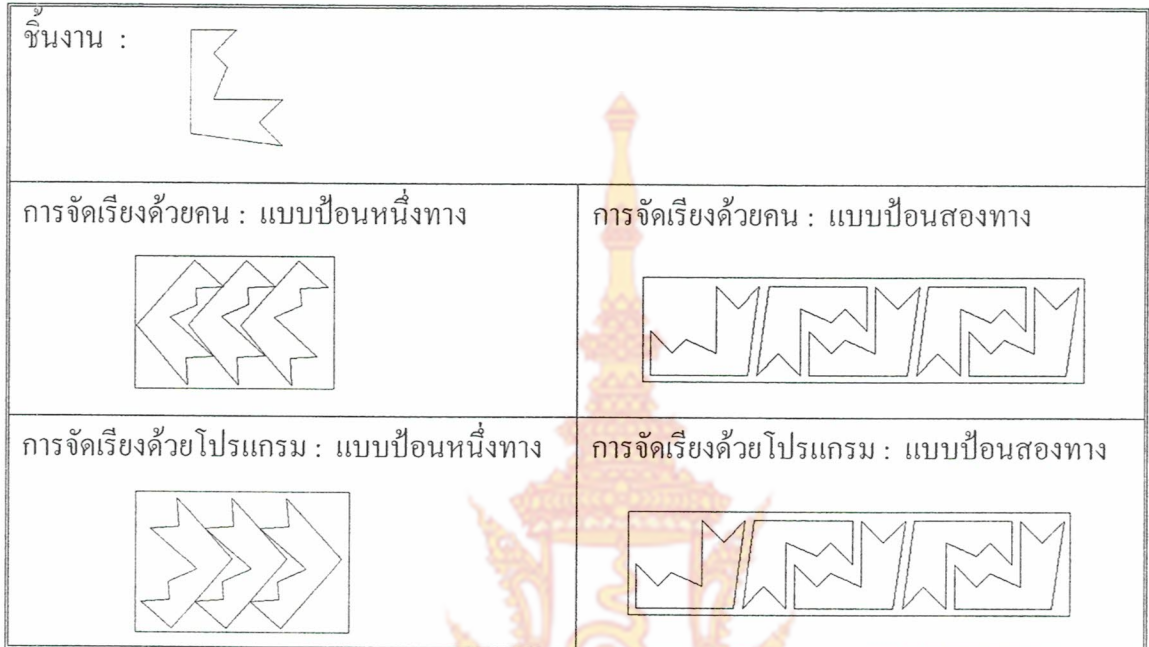 ชิ้นงาน :
การจัดเรียงด้วยคน : แบบป้อนหนึ่งทาง
การจัดเรียงด้วยคน : แบบป้อนสองทาง
การจัดเรียงด้วยโปรแกรม : แบบป้อนหนึ่งทาง
การจัดเรียงด้วยโปรแกรม : แบบป้อนสองทาง